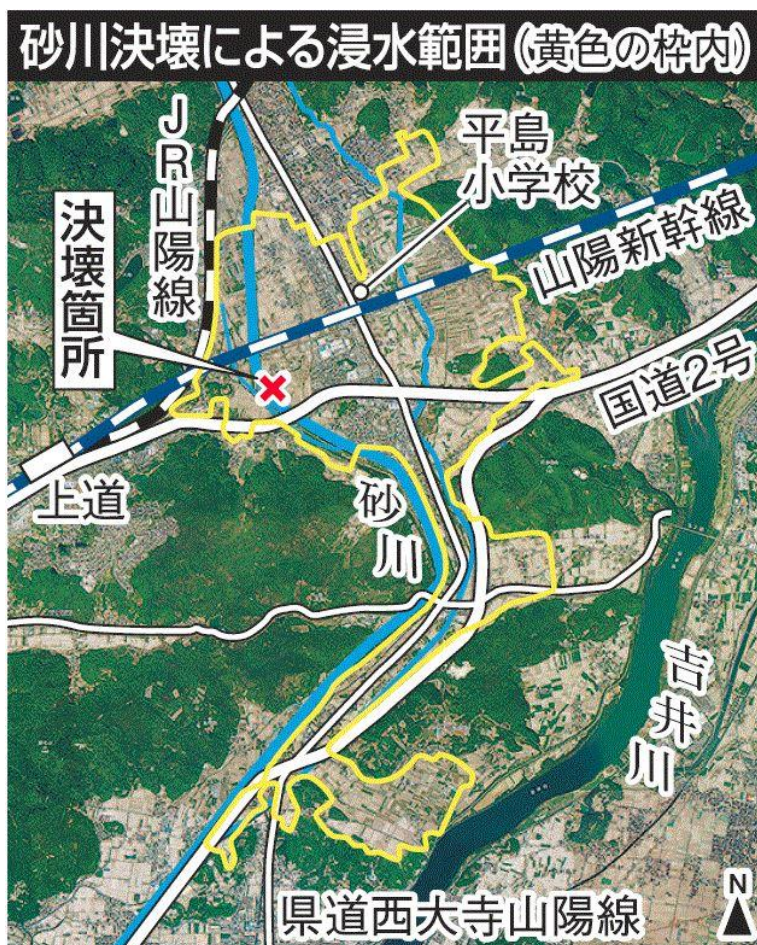 砂川決壊による浸水範囲(黄色の枠内)
JR山陽線
平島
小学校
決壊箇所
山陽新幹線
国道2号
上道
砂川
吉井川
県道西大寺山陽線
N